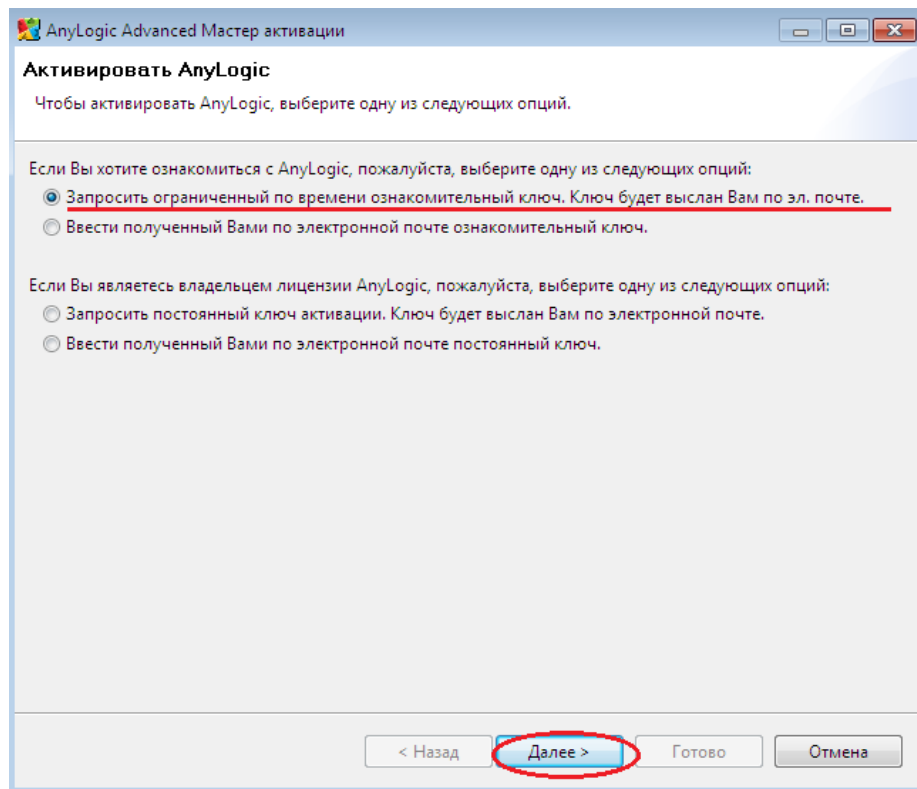 AnyLogic Advanced Мастер активации
Активировать AnyLogic
Чтобы активировать AnyLogic, выберите одну из следующих опций.
Если Вы хотите ознакомиться с AnyLogic, пожалуйста, выберите одну из следующих опций:
Запросить ограниченный по времени ознакомительный ключ. Ключ будет выслан Вам по эл. почте.
Ввести полученный Вами по электронной почте ознакомительный ключ.
Если Вы являетесь владельцем лицензии AnyLogic, пожалуйста, выберите одну из следующих опций:
Запросить постоянный ключ активации. Ключ будет выслан Вам по электронной почте.
Ввести полученный Вами по электронной почте постоянный ключ.
< Назад Далее > Готово Отмена